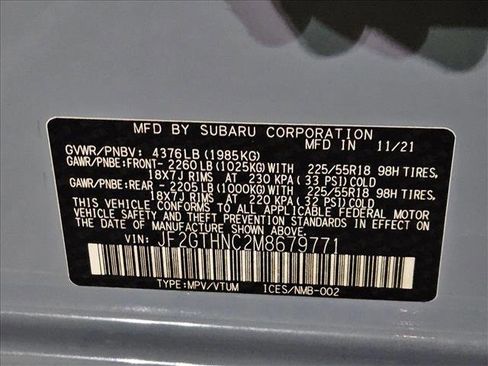 MFD BY SUBARU CORPORATION
MFD IN 11/21
GVWR/PNBV: 4376LB(1985KG)
GAWR/PNBE:FRONT-2260LB(1025KG)WITH 225/55R18 98H TIRES,
18X7J RIMS AT 230 KPA (33 PSI)COLD
GAWR/PNBE:REAR -2205LB(1000KG)WITH 225/55R18 98H TIRES,
18X7J RIMS AT 220 KPA (32 PSI)COLD
THIS VEHICLE CONFORMS TO ALL APPLICABLE FEDERAL MOTOR
VEHICLE SAFETY AND THEFT PREVENTION STANDARDS IN EFFECT
ON THE DATE OF MANUFACTURE SHOWN ABOVE.
VIN: JF2GTHNC2M8679771
TYPE:MPV/VTUM ICES/NMB-002